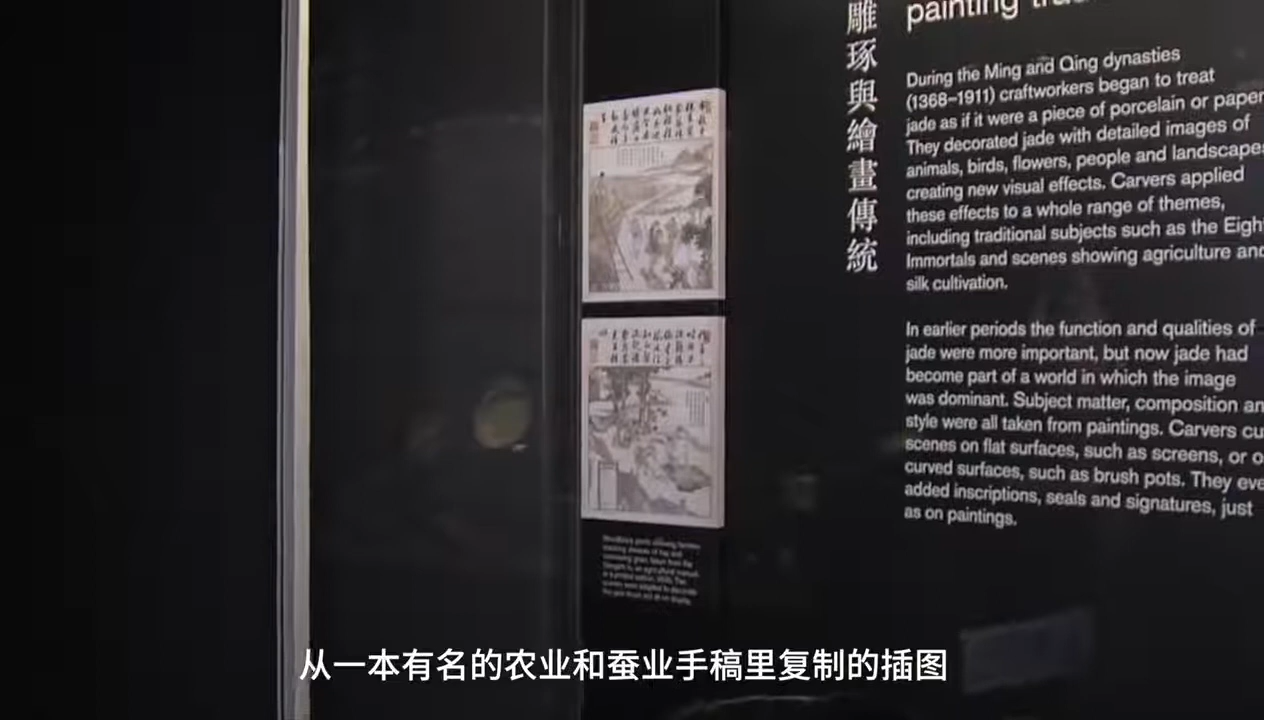 雕琢與繪畫傳統
painting
During the Ming and Qing dynasties
(1368–1911) craftworkers began to treat
jade as if it were a piece of porcelain or paper
They decorated jade with detailed images of
animals, birds, flowers, people and landscape
creating new visual effects. Carvers applied
these effects to a whole range of themes,
including traditional subjects such as the Eigh
Immortals and scenes showing agriculture and
silk cultivation.
In earlier periods the function and qualities of
jade were more important, but now jade had
become part of a world in which the image
was dominant. Subject matter, composition an
style were all taken from paintings. Carvers cu
scenes on flat surfaces, such as screens, or o
curved surfaces, such as brush pots. They eve
added inscriptions, seals and signatures, just
as on paintings.
从一本有名的农业和蚕业手稿里复制的插图